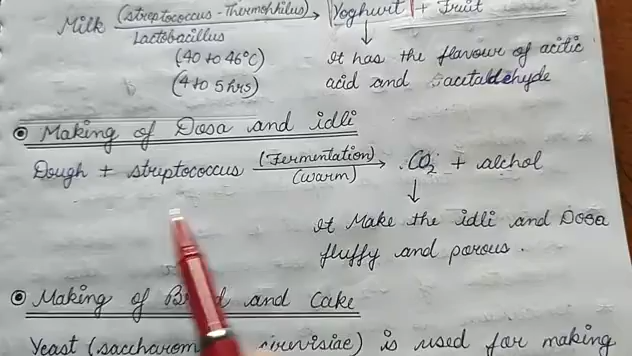 Milk (streptococcus - Thermophilus) Yoghurt + Fruit
Lactobacillus
(40 to 46°C)
(4 to 5 hrs)
It has the flavour of acitic
acid and acetaldehyde
Making of Dosa and idli
Dough + streptococcus (Fermentation) CO2 + alchol
(warm)
It Make the idli and Dosa
fluffy and porous.
Making of and Cake
Yeast ( is used for making